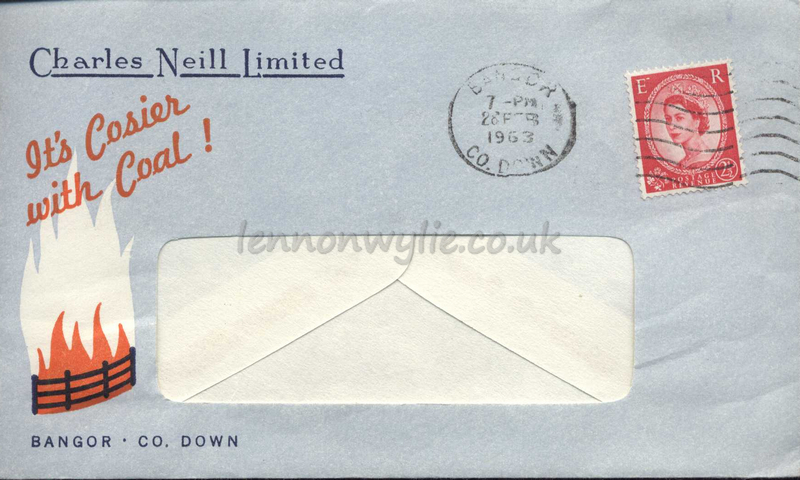 Charles Neill Limited
It's Cosier
with Coal!
BANGOR
7-PM
28 FEB
1963
CO. DOWN
E R
2½
POSTAGE
REVENUE
lennonwylie.co.uk
BANGOR · CO. DOWN